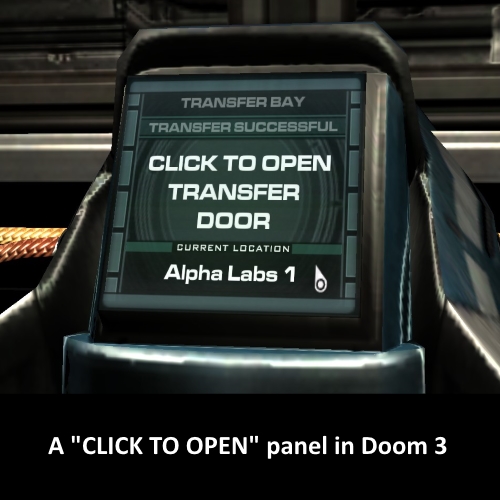 TRANSFER BAY
TRANSFER SUCCESSFUL
CLICK TO OPEN
TRANSFER
DOOR
CURRENT LOCATION
Alpha Labs 1
A "CLICK TO OPEN" panel in Doom 3